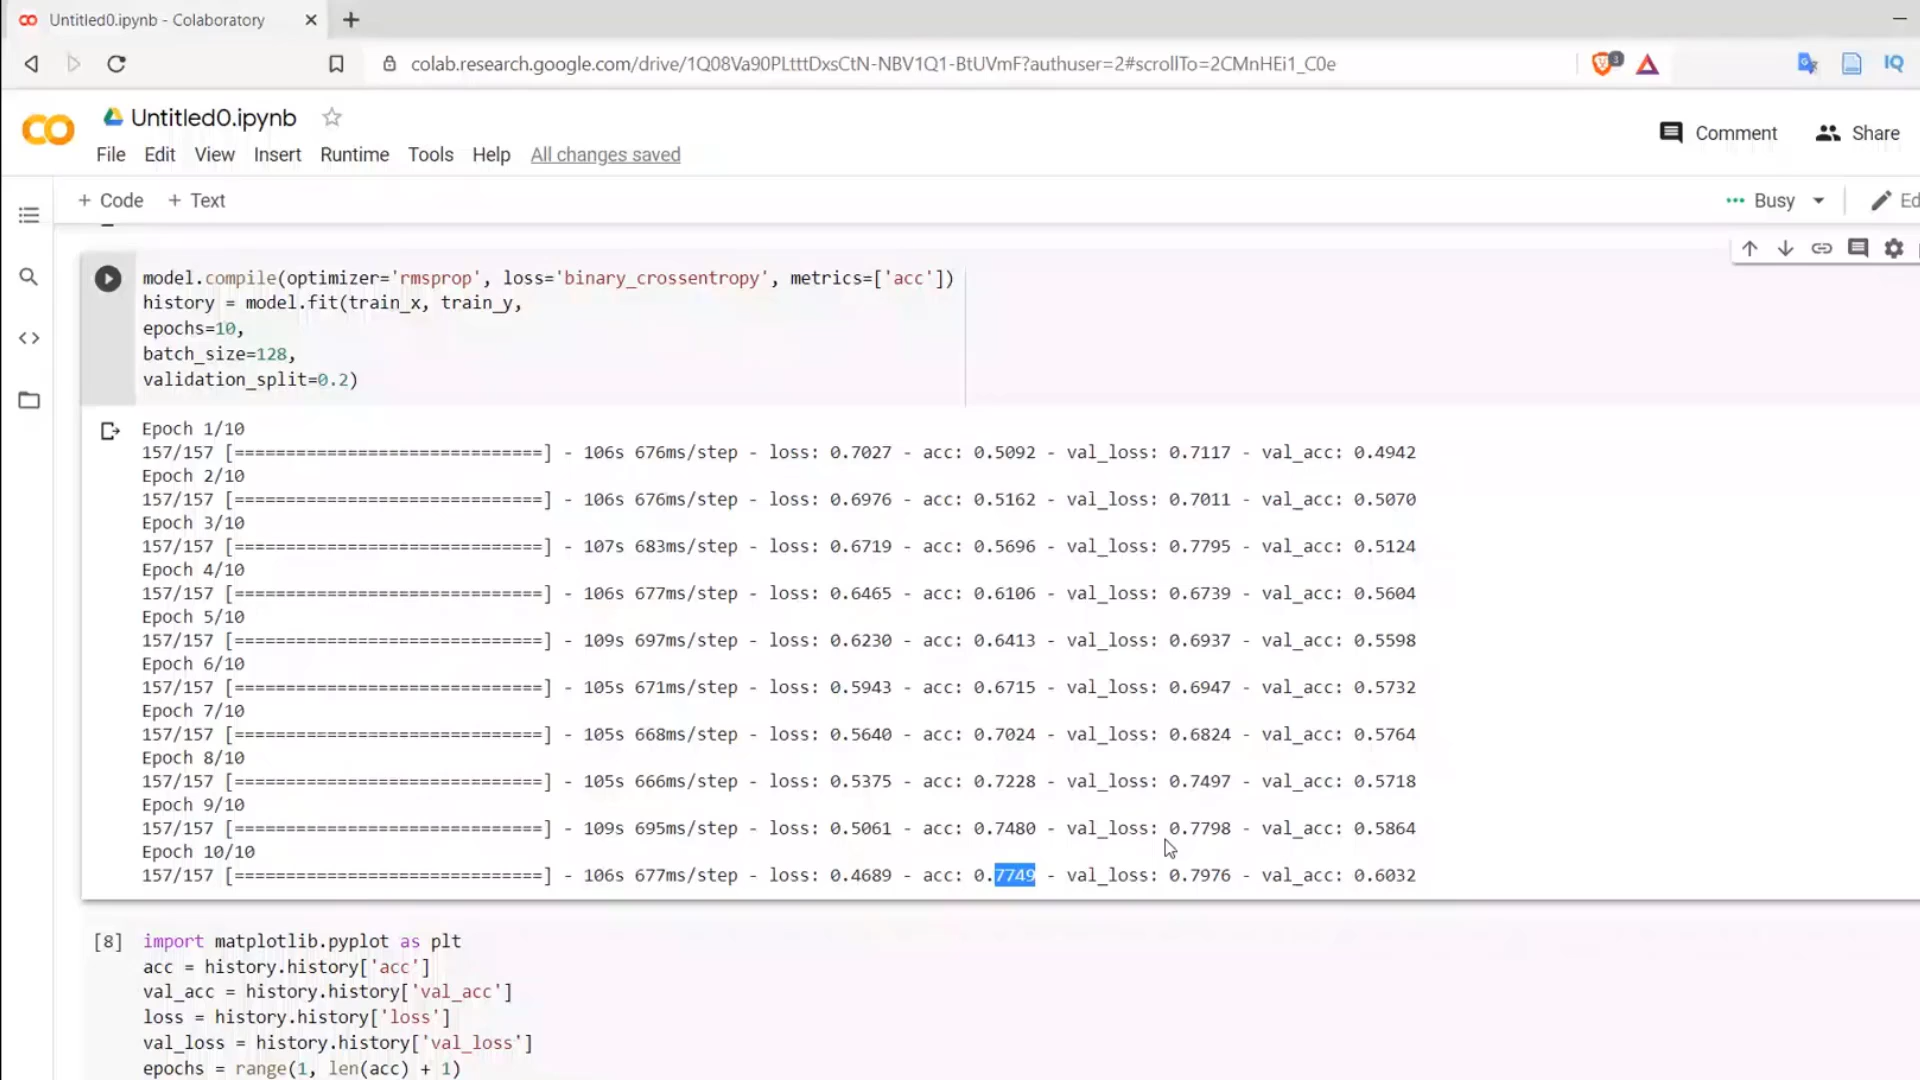 Untitled0.ipynb - Colaboratory
colab.research.google.com/drive/1Q08Va90PLtttDxsCtN-NBV1Q1-BtUVmF?authuser=2#scrollTo=2CMnHEi1_C0e
3
IQ
CO
Untitled0.ipynb
Comment
Share
File Edit View Insert Runtime Tools Help All changes saved
+ Code + Text
Busy
Ed
model.compile(optimizer='rmsprop', loss='binary_crossentropy', metrics=['acc'])
history = model.fit(train_x, train_y,
epochs=10,
batch_size=128,
validation_split=0.2)
Epoch 1/10
157/157 [==============================] - 106s 676ms/step - loss: 0.7027 - acc: 0.5092 - val_loss: 0.7117 - val_acc: 0.4942
Epoch 2/10
157/157 [==============================] - 106s 676ms/step - loss: 0.6976 - acc: 0.5162 - val_loss: 0.7011 - val_acc: 0.5070
Epoch 3/10
157/157 [==============================] - 107s 683ms/step - loss: 0.6719 - acc: 0.5696 - val_loss: 0.7795 - val_acc: 0.5124
Epoch 4/10
157/157 [==============================] - 106s 677ms/step - loss: 0.6465 - acc: 0.6106 - val_loss: 0.6739 - val_acc: 0.5604
Epoch 5/10
157/157 [==============================] - 109s 697ms/step - loss: 0.6230 - acc: 0.6413 - val_loss: 0.6937 - val_acc: 0.5598
Epoch 6/10
157/157 [==============================] - 105s 671ms/step - loss: 0.5943 - acc: 0.6715 - val_loss: 0.6947 - val_acc: 0.5732
Epoch 7/10
157/157 [==============================] - 105s 668ms/step - loss: 0.5640 - acc: 0.7024 - val_loss: 0.6824 - val_acc: 0.5764
Epoch 8/10
157/157 [==============================] - 105s 666ms/step - loss: 0.5375 - acc: 0.7228 - val_loss: 0.7497 - val_acc: 0.5718
Epoch 9/10
157/157 [==============================] - 109s 695ms/step - loss: 0.5061 - acc: 0.7480 - val_loss: 0.7798 - val_acc: 0.5864
Epoch 10/10
157/157 [==============================] - 106s 677ms/step - loss: 0.4689 - acc: 0.7749 - val_loss: 0.7976 - val_acc: 0.6032
[8] import matplotlib.pyplot as plt
acc = history.history['acc']
val_acc = history.history['val_acc']
loss = history.history['loss']
val_loss = history.history['val_loss']
epochs = range(1, len(acc) + 1)